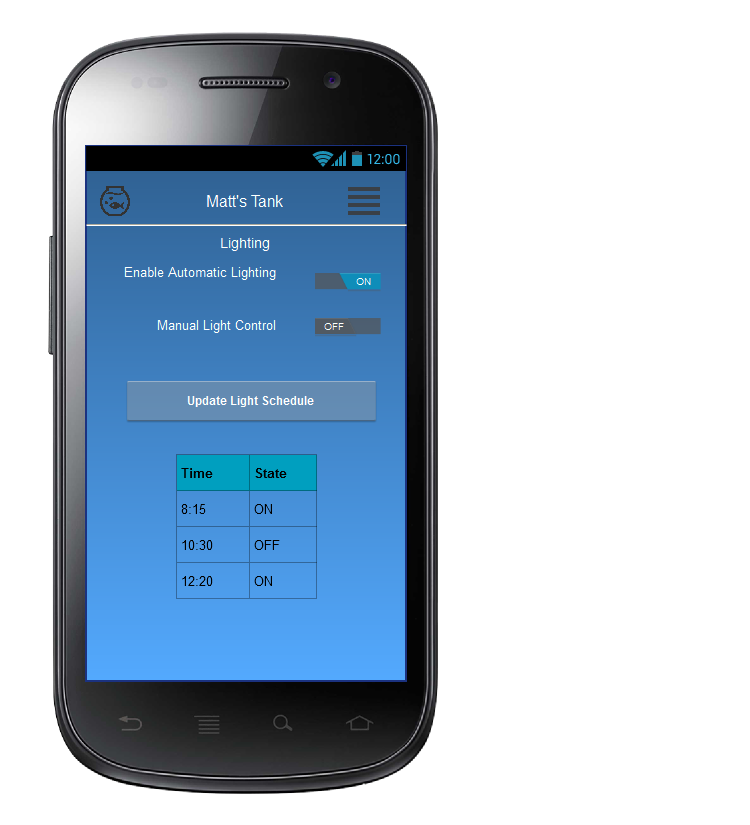 12:00
Matt's Tank
Lighting
Enable Automatic Lighting
ON
Manual Light Control
OFF
Update Light Schedule
Time State
8:15 ON
10:30 OFF
12:20 ON